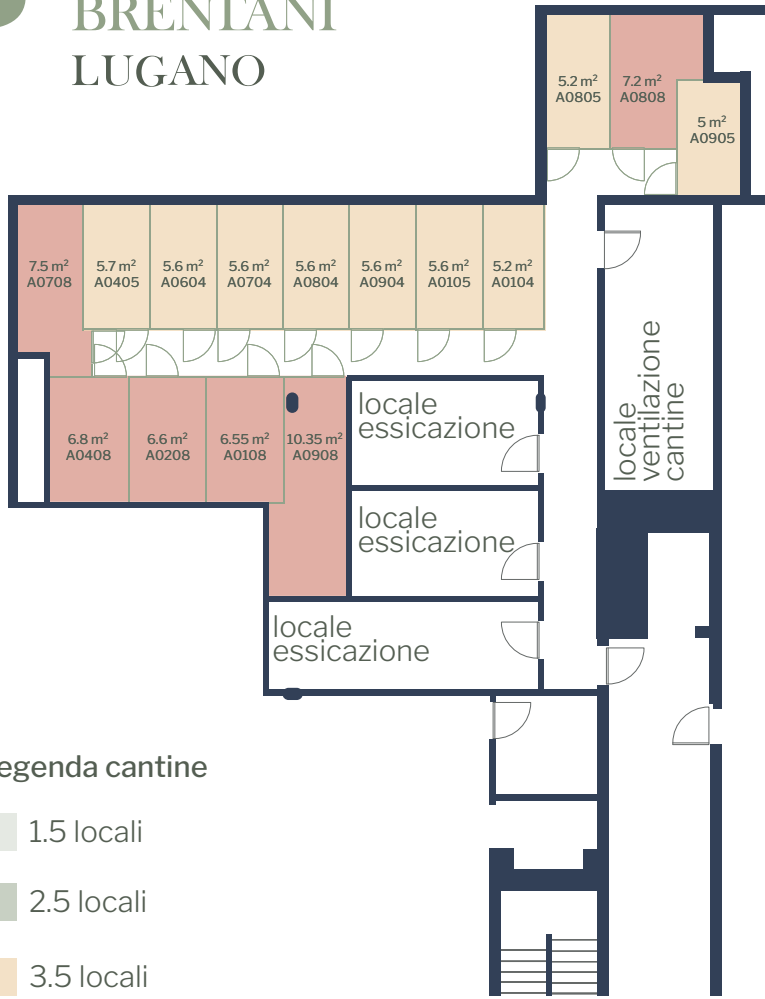 BRENTANI
LUGANO
5.2 m²
A0805
7.2 m²
A0808
5 m²
A0905
7.5 m²
A0708
5.7 m²
A0405
5.6 m²
A0604
5.6 m²
A0704
5.6 m²
A0804
5.6 m²
A0904
5.6 m²
A0105
5.2 m²
A0104
locale
ventilazione
cantine
6.8 m²
A0408
6.6 m²
A0208
6.55 m²
A0108
10.35 m²
A0908
locale
essicazione
locale
essicazione
locale
essicazione
egenda cantine
1.5 locali
2.5 locali
3.5 locali